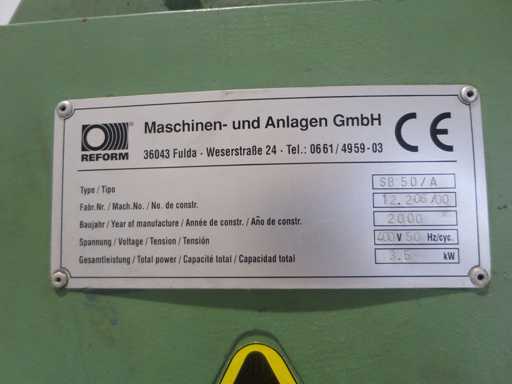 REFORM®
Maschinen- und Anlagen GmbH
36043 Fulda - Weserstraße 24 - Tel.: 0661/4959-03
CE
Type / Tipo SB 50/A
Fabr.Nr. / Mach.No. / No. de constr. 12.206/00
Baujahr / Year of manufacture / Année de constr. / Año de constr. 2000
Spannung / Voltage / Tension / Tensión 400 V 50 Hz/cyc.
Gesamtleistung / Total power / Capacité total / Capacidad total 3.5 kW